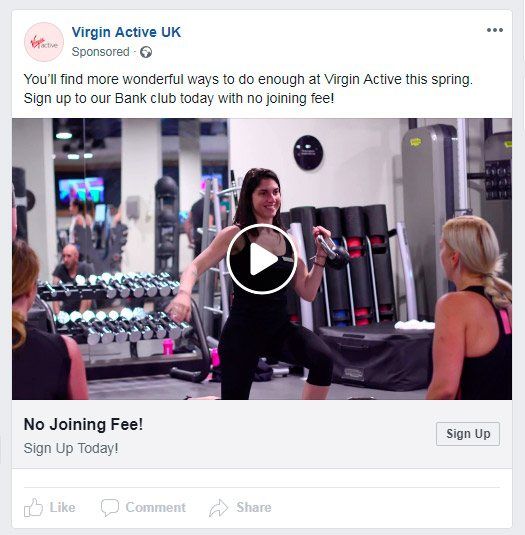 Virgin Active UK
Sponsored ·
Virgin
active
You'll find more wonderful ways to do enough at Virgin Active this spring.
Sign up to our Bank club today with no joining fee!
No Joining Fee!
Sign Up Today!
Sign Up
Like
Comment
Share